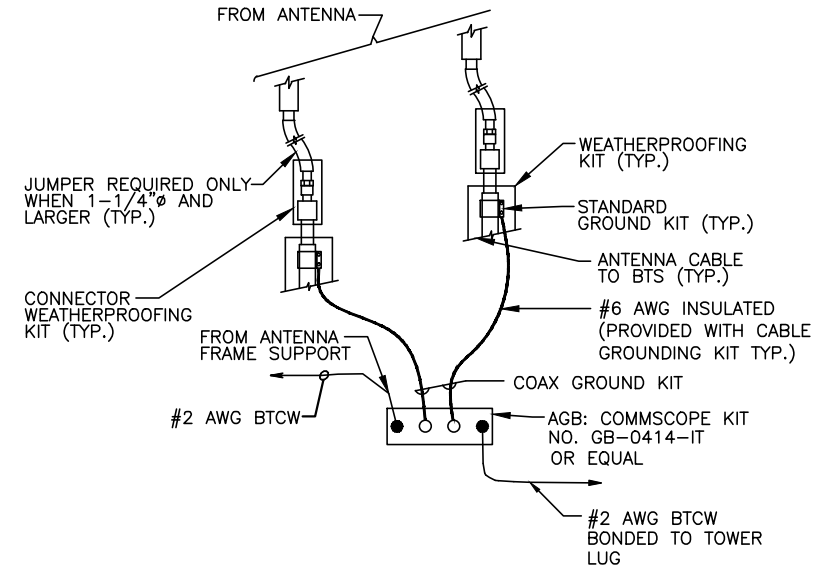 FROM ANTENNA
WEATHERPROOFING
KIT (TYP.)
JUMPER REQUIRED ONLY
WHEN 1-1/4"ø AND
LARGER (TYP.)
STANDARD
GROUND KIT (TYP.)
ANTENNA CABLE
TO BTS (TYP.)
CONNECTOR
WEATHERPROOFING
KIT (TYP.)
#6 AWG INSULATED
(PROVIDED WITH CABLE
GROUNDING KIT TYP.)
FROM ANTENNA
FRAME SUPPORT
COAX GROUND KIT
#2 AWG BTCW
AGB: COMMSCOPE KIT
NO. GB-0414-IT
OR EQUAL
#2 AWG BTCW
BONDED TO TOWER
LUG